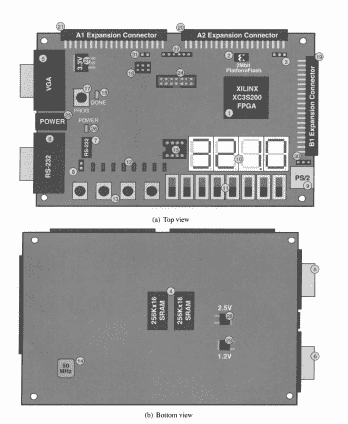 A1 Expansion Connector
A2 Expansion Connector
B1 Expansion Connector
VGA
3.3V
2Mbit
PlatformFlash
XILINX
XC3S200
FPGA
PROG
DONE
POWER
POWER
RS-232
RS-232
PS/2
(a) Top view
256Kx16
SRAM
256Kx16
SRAM
2.5V
1.2V
50
MHz
(b) Bottom view